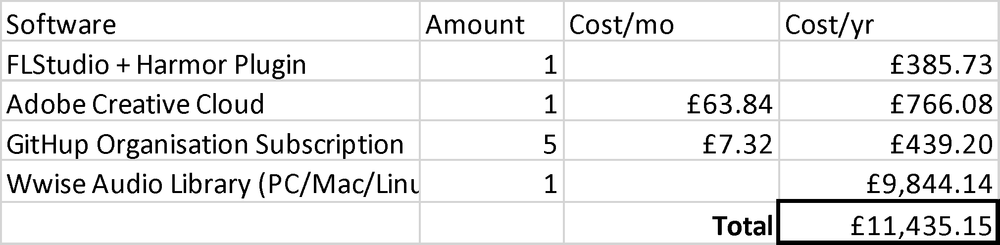 Software Amount Cost/mo Cost/yr
FLStudio + Harmor Plugin 1 £385.73
Adobe Creative Cloud 1 £63.84 £766.08
GitHup Organisation Subscription 5 £7.32 £439.20
Wwise Audio Library (PC/Mac/Linu 1 £9,844.14
Total £11,435.15